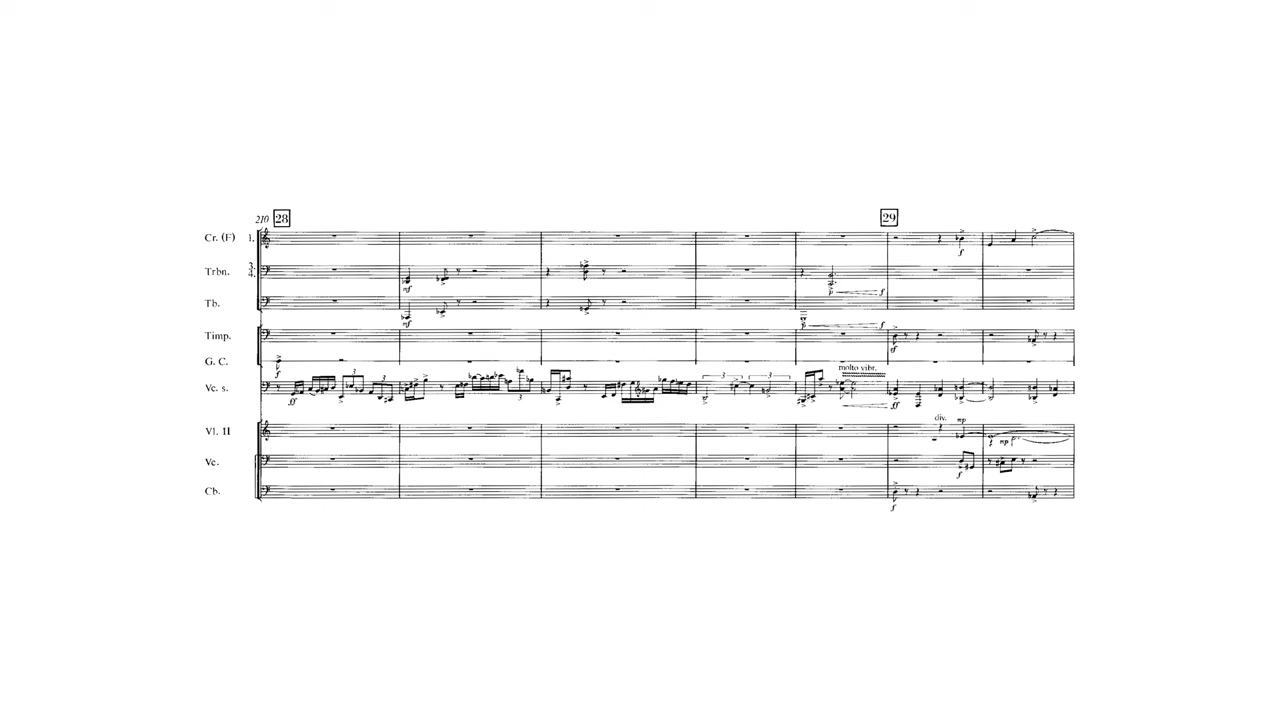 210 28 29
Cr. (F) 1.
f
Trbn. 3. 4.
mf p f
Tb.
mf p f
Timp.
f
G. C.
f
molto vibr.
Vc. s.
3 3 3 3 3
ff ff
div. mp
Vl. II
mp
Vc.
f
Cb.
f